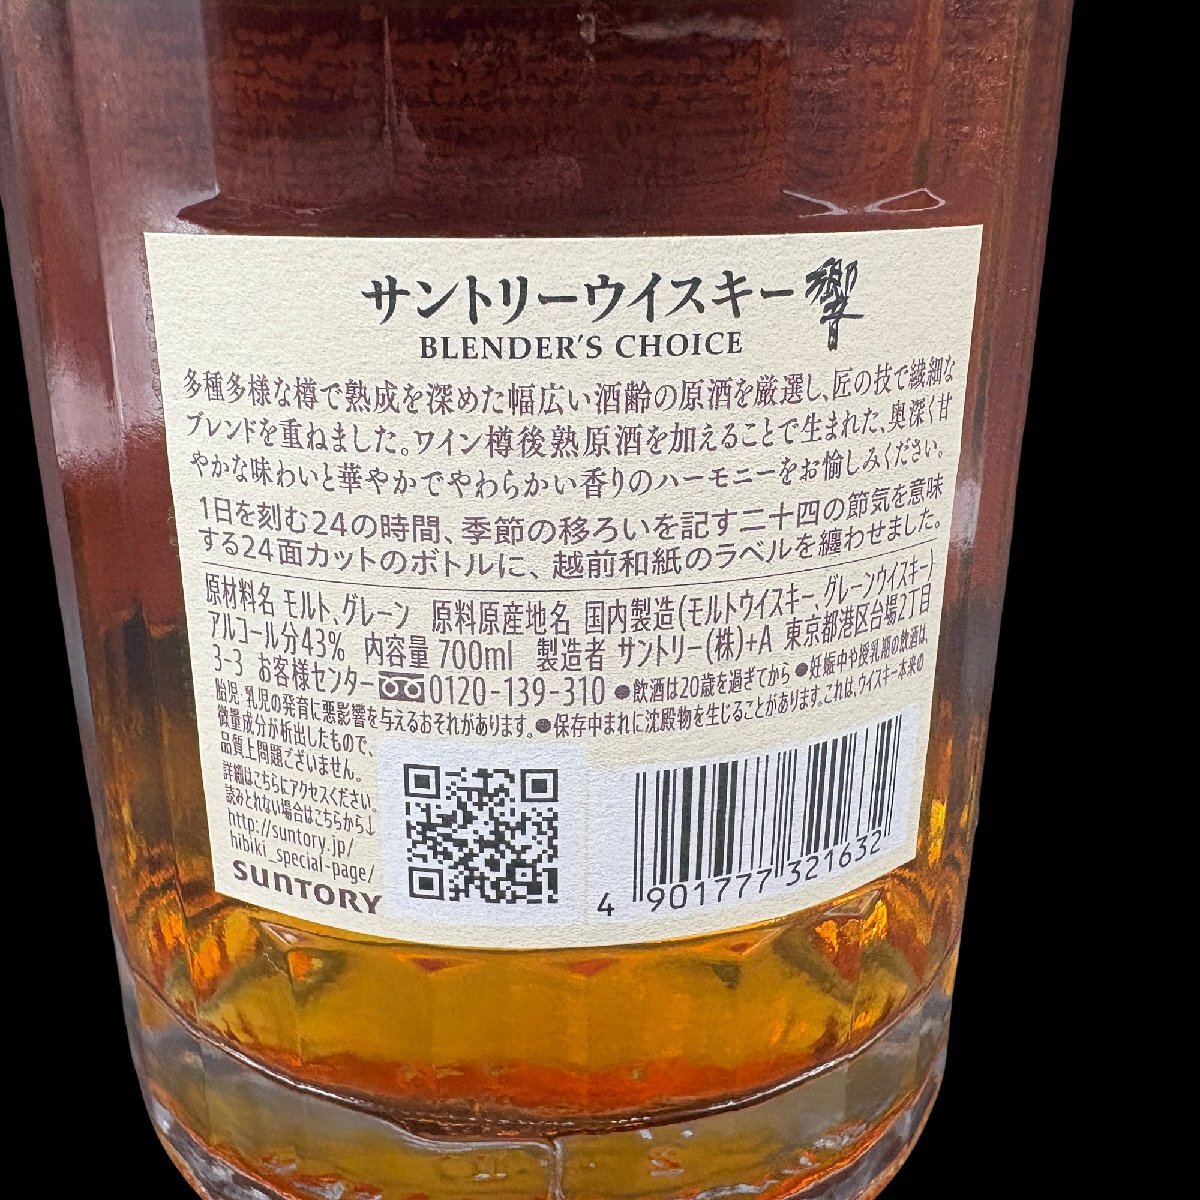 サントリーウイスキー 響
BLENDER'S CHOICE
多種多様な樽で熟成を深めた幅広い酒齢の原酒を厳選し、匠の技で繊細な
ブレンドを重ねました。ワイン樽後熟原酒を加えることで生まれた、奥深く甘
やかな味わいと華やかでやわらかい香りのハーモニーをお愉しみください。
1日を刻む24の時間、季節の移ろいを記す二十四の節気を意味
する24面カットのボトルに、越前和紙のラベルを纏わせました。
原材料名 モルト、グレーン 原料原産地名 国内製造(モルトウイスキー、グレーンウイスキー)
アルコール分43% 内容量 700ml 製造者 サントリー(株)+A 東京都港区台場2丁目
3-3 お客様センター 0120-139-310 ●飲酒は20歳を過ぎてから ●妊娠中や授乳期の飲酒は、
胎児・乳児の発育に悪影響を与えるおそれがあります。●保存中まれに沈殿物を生じることがあります。これは、ウイスキー本来の
微量成分が析出したもので、
品質上問題ございません。
詳細はこちらにアクセスください。
読みとれない場合はこちらから↓
http://suntory.jp/
hibiki_special-page/
SUNTORY
4 901777 321632